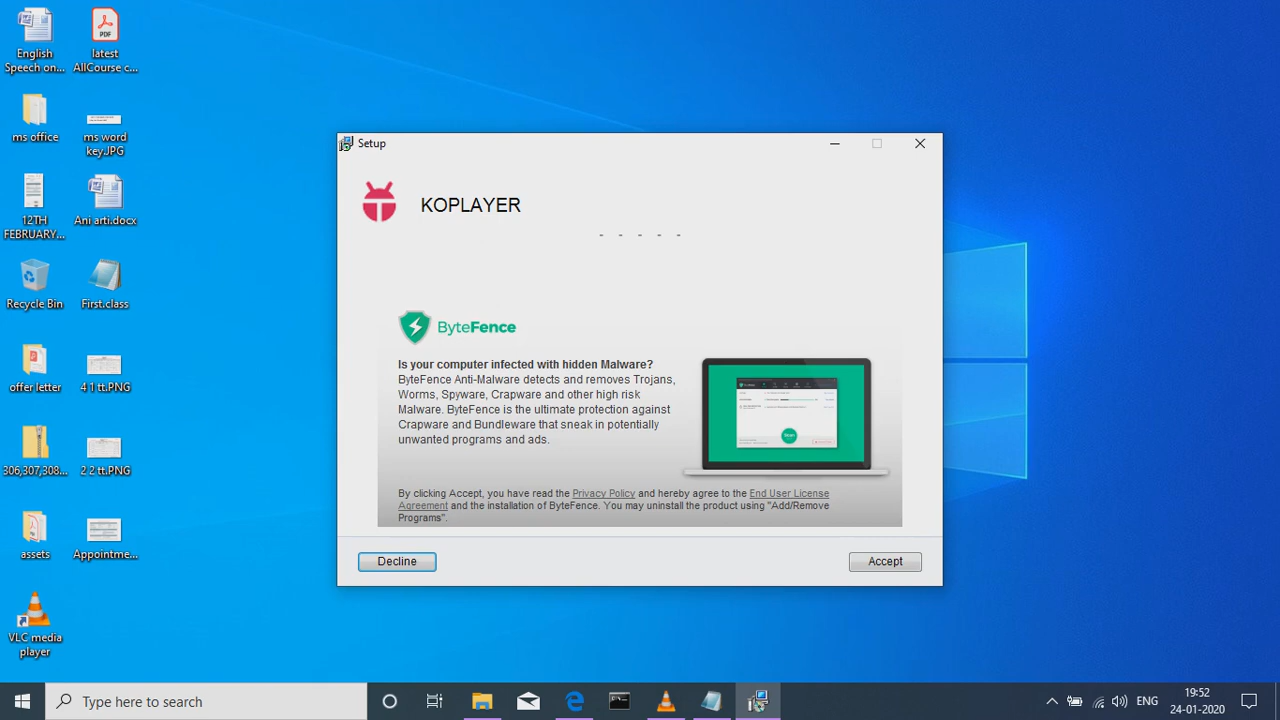 English
Speech on...
latest
AllCourse c...
ms office
ms word
key.JPG
12TH
FEBRUARY...
Ani arti.docx
Recycle Bin
First.class
offer letter
4 1 tt.PNG
306,307,308...
2 2 tt.PNG
assets
Appointme...
VLC media
player
Setup
KOPLAYER
- - - - -
ByteFence
Is your computer infected with hidden Malware?
ByteFence Anti-Malware detects and removes Trojans,
Worms, Spyware, Crapware and other high risk
Malware. ByteFence is the ultimate protection against
Crapware and Bundleware that sneak in potentially
unwanted programs and ads.
By clicking Accept, you have read the Privacy Policy and hereby agree to the End User License
Agreement and the installation of ByteFence. You may uninstall the product using "Add/Remove
Programs".
Decline
Accept
Type here to search
ENG
19:52
24-01-2020